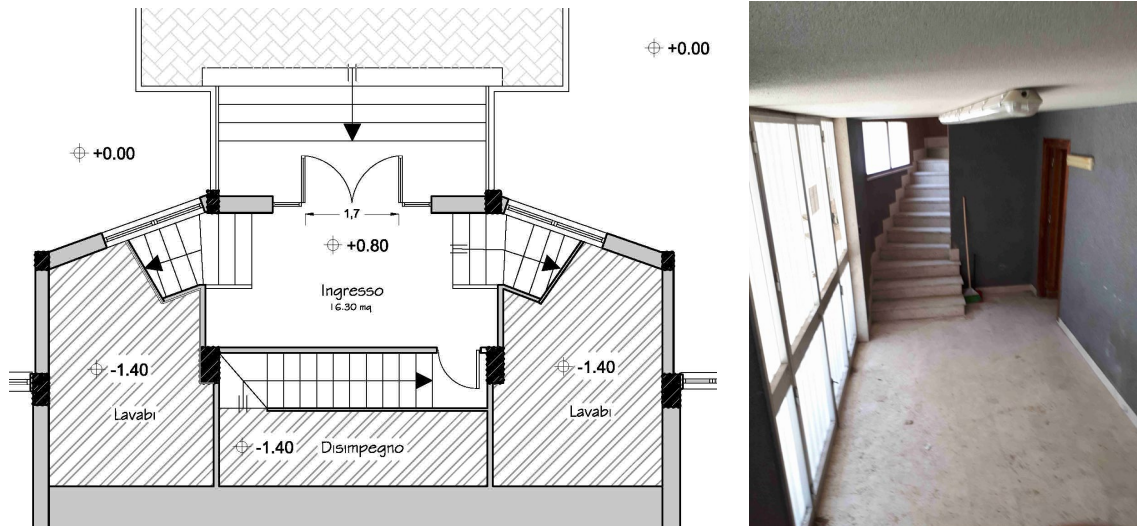 +0.00
+0.00
1,7
+0.80
Ingresso
16.30 mq
-1.40
-1.40
Lavabi
Lavabi
-1.40 Disimpegno